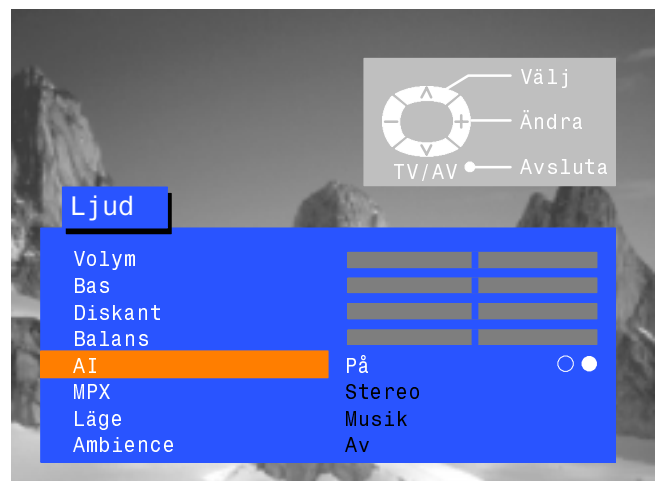 Välj
Ändra
TV/AV Avsluta
Ljud
Volym
Bas
Diskant
Balans
AI På
MPX Stereo
Läge Musik
Ambience Av